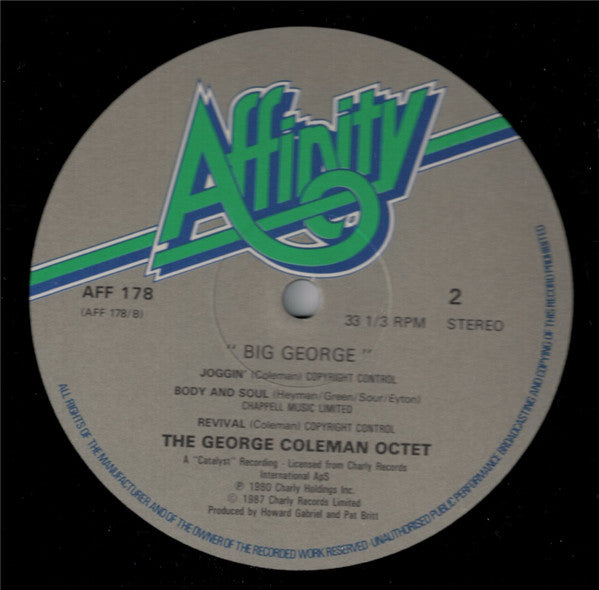 Affinity
AFF 178
(AFF 178/B)
33 1/3 RPM
2
STEREO
" BIG GEORGE "
JOGGIN' (Coleman) COPYRIGHT CONTROL
BODY AND SOUL (Heyman/Green/Sour/Eyton)
CHAPPELL MUSIC LIMITED
REVIVAL (Coleman) COPYRIGHT CONTROL
THE GEORGE COLEMAN OCTET
A "Catalyst" Recording - Licensed from Charly Records
International ApS
℗ 1980 Charly Holdings Inc.
© 1987 Charly Records Limited
Produced by Howard Gabriel and Pat Britt
ALL RIGHTS OF THE MANUFACTURER AND OF THE OWNER OF THE RECORDED WORK RESERVED · UNAUTHORISED PUBLIC PERFORMANCE BROADCASTING AND COPYING OF THIS RECORD PROHIBITED